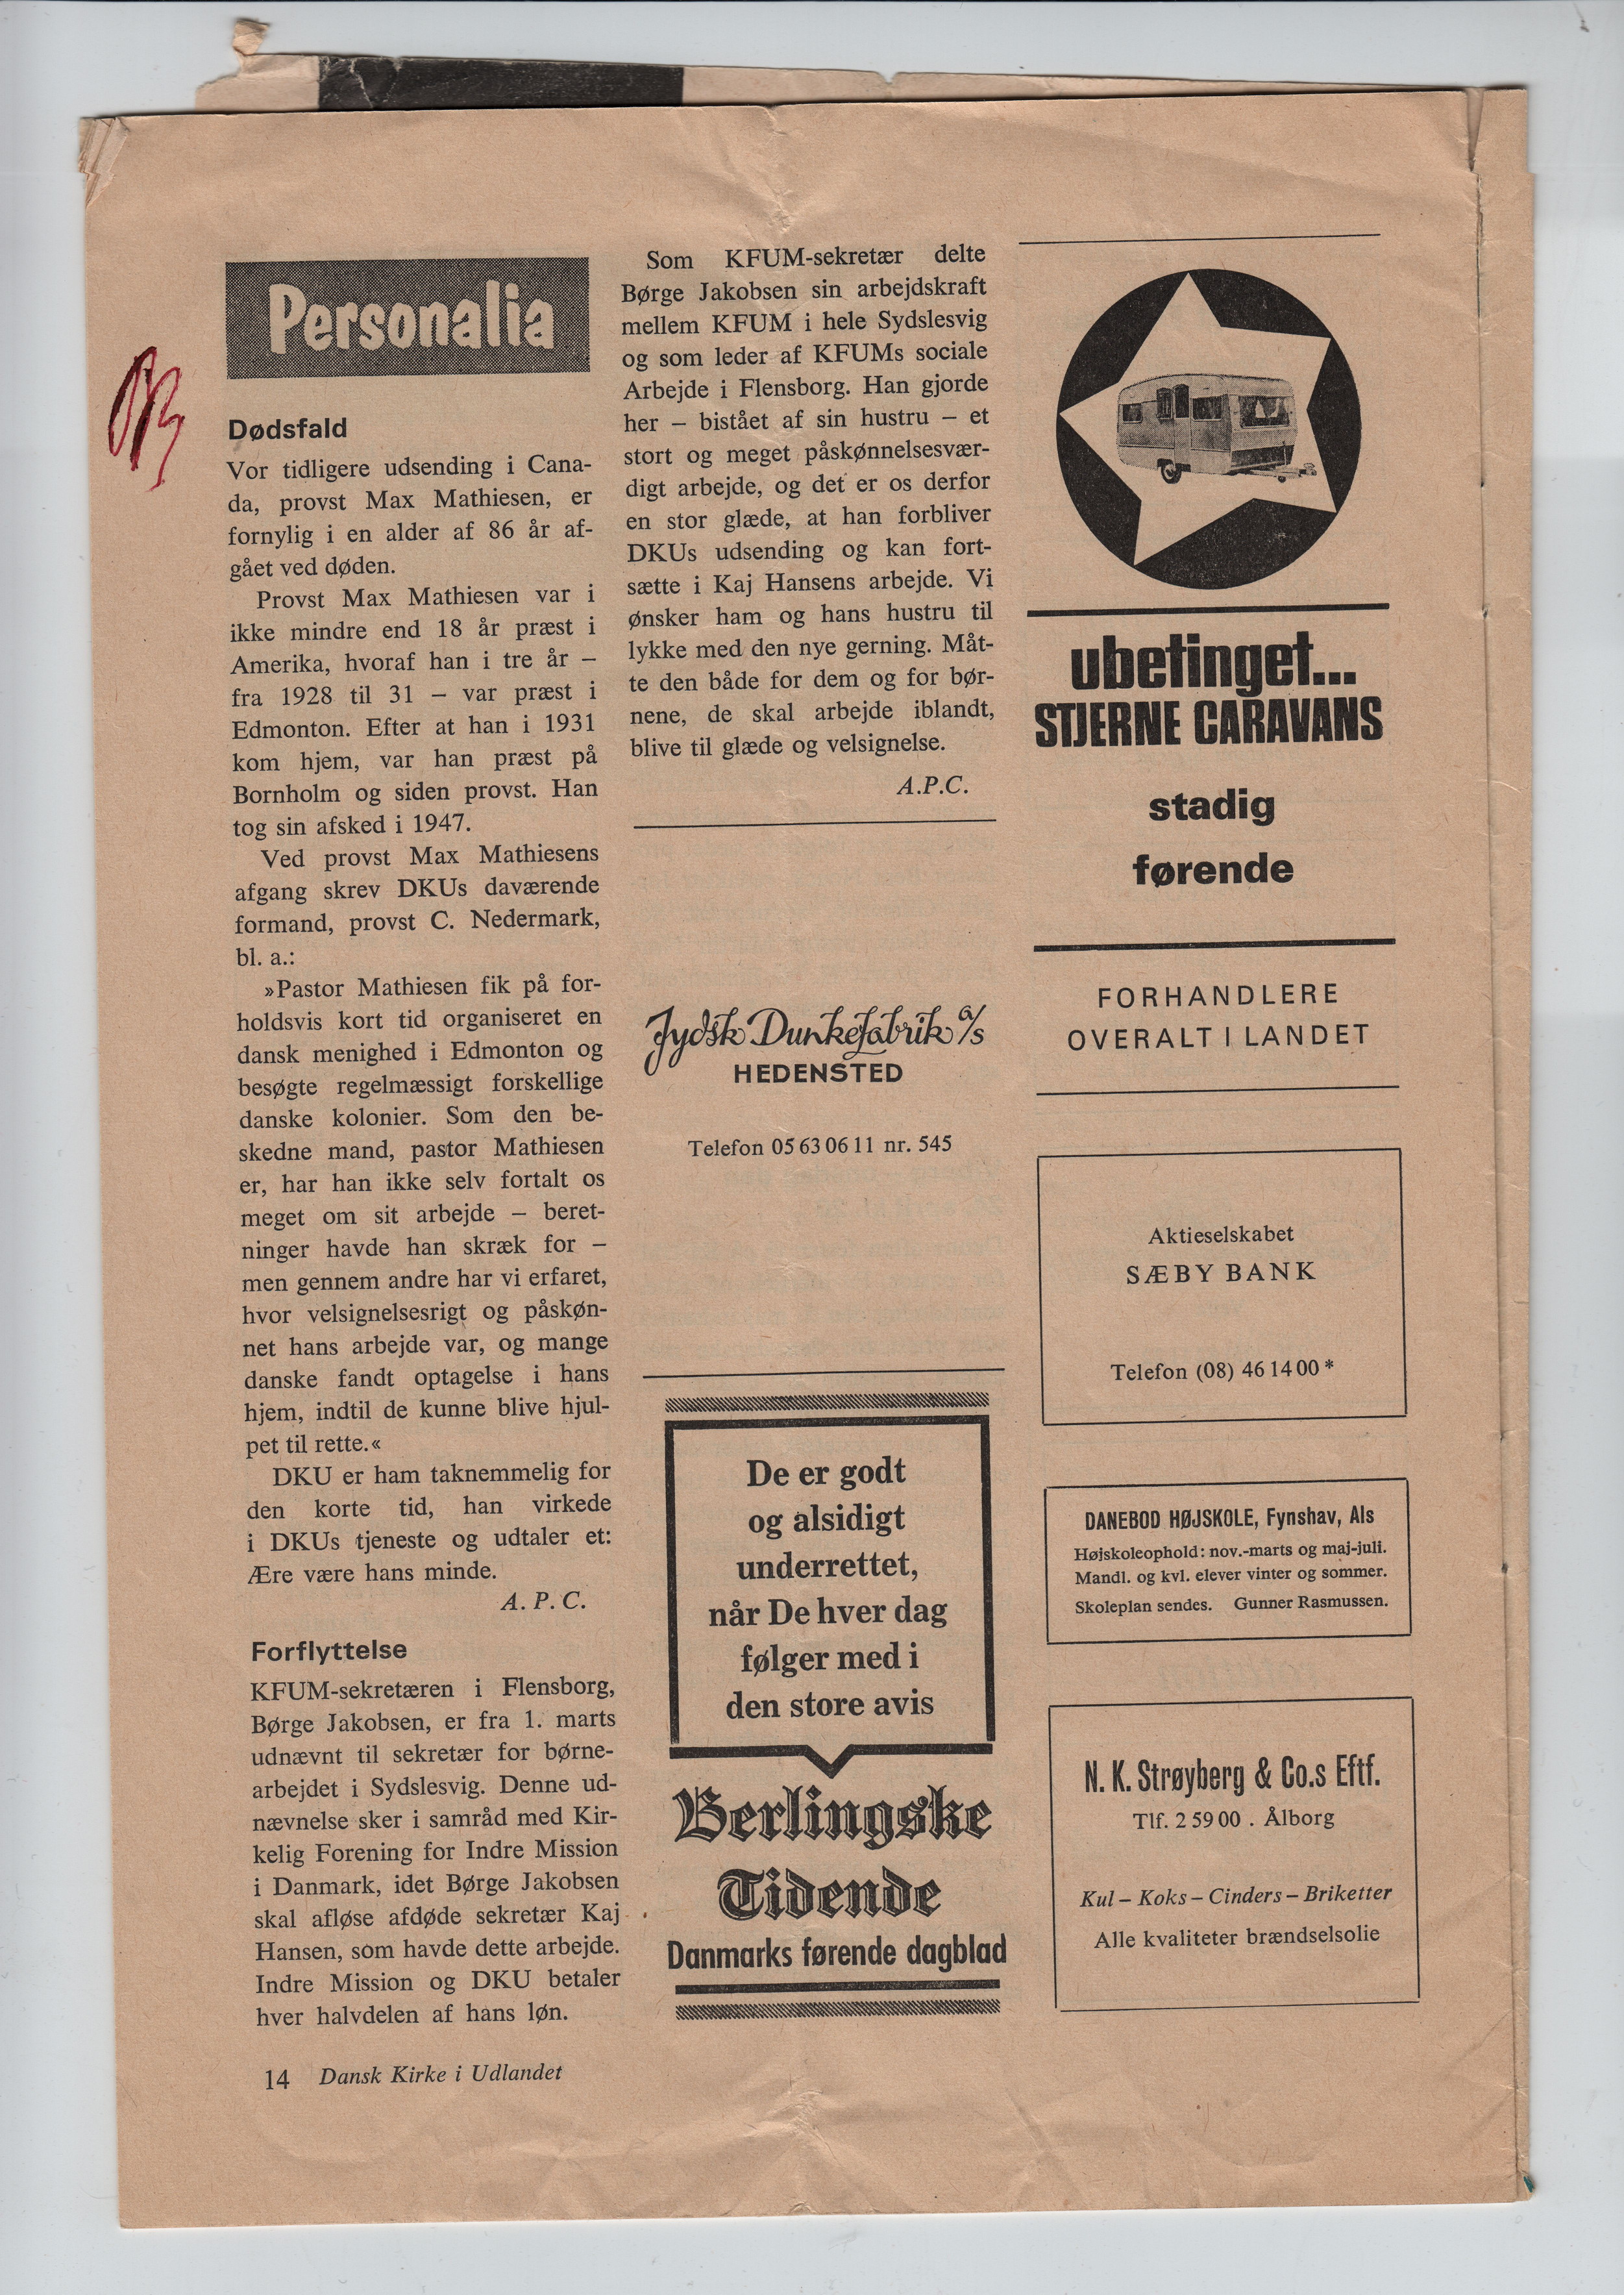 Personalia
Dødsfald
Vor tidligere udsending i Cana-
da, provst Max Mathiesen, er
fornylig i en alder af 86 år af-
gået ved døden.
Provst Max Mathiesen var i
ikke mindre end 18 år præst i
Amerika, hvoraf han i tre år –
fra 1928 til 31 – var præst i
Edmonton. Efter at han i 1931
kom hjem, var han præst på
Bornholm og siden provst. Han
tog sin afsked i 1947.
Ved provst Max Mathiesens
afgang skrev DKUs daværende
formand, provst C. Nedermark,
bl. a.:
»Pastor Mathiesen fik på for-
holdsvis kort tid organiseret en
dansk menighed i Edmonton og
besøgte regelmæssigt forskellige
danske kolonier. Som den be-
skedne mand, pastor Mathiesen
er, har han ikke selv fortalt os
meget om sit arbejde – beret-
ninger havde han skræk for –
men gennem andre har vi erfaret,
hvor velsignelsesrigt og påskøn-
net hans arbejde var, og mange
danske fandt optagelse i hans
hjem, indtil de kunne blive hjul-
pet til rette.«
DKU er ham taknemmelig for
den korte tid, han virkede
i DKUs tjeneste og udtaler et:
Ære være hans minde.
A. P. C.
Forflyttelse
KFUM-sekretæren i Flensborg,
Børge Jakobsen, er fra 1. marts
udnævnt til sekretær for børne-
arbejdet i Sydslesvig. Denne ud-
nævnelse sker i samråd med Kir-
kelig Forening for Indre Mission
i Danmark, idet Børge Jakobsen
skal afløse afdøde sekretær Kaj
Hansen, som havde dette arbejde.
Indre Mission og DKU betaler
hver halvdelen af hans løn.
Som KFUM-sekretær delte
Børge Jakobsen sin arbejdskraft
mellem KFUM i hele Sydslesvig
og som leder af KFUMs sociale
Arbejde i Flensborg. Han gjorde
her – bistået af sin hustru – et
stort og meget påskønnelsesvær-
digt arbejde, og det er os derfor
en stor glæde, at han forbliver
DKUs udsending og kan fort-
sætte i Kaj Hansens arbejde. Vi
ønsker ham og hans hustru til
lykke med den nye gerning. Måt-
te den både for dem og for bør-
nene, de skal arbejde iblandt,
blive til glæde og velsignelse.
A.P.C.
Jydsk Dunkefabrik a/s
HEDENSTED
Telefon 05 63 06 11 nr. 545
De er godt
og alsidigt
underrettet,
når De hver dag
følger med i
den store avis
Berlingske
Tidende
Danmarks førende dagblad
ubetinget...
STJERNE CARAVANS
stadig
førende
FORHANDLERE
OVERALT I LANDET
Aktieselskabet
SÆBY BANK
Telefon (08) 46 14 00 *
DANEBOD HØJSKOLE, Fynshav, Als
Højskoleophold: nov.-marts og maj-juli.
Mandl. og kvl. elever vinter og sommer.
Skoleplan sendes. Gunner Rasmussen.
N. K. Strøyberg & Co.s Eftf.
Tlf. 2 59 00 . Ålborg
Kul – Koks – Cinders – Briketter
Alle kvaliteter brændselsolie
14 Dansk Kirke i Udlandet